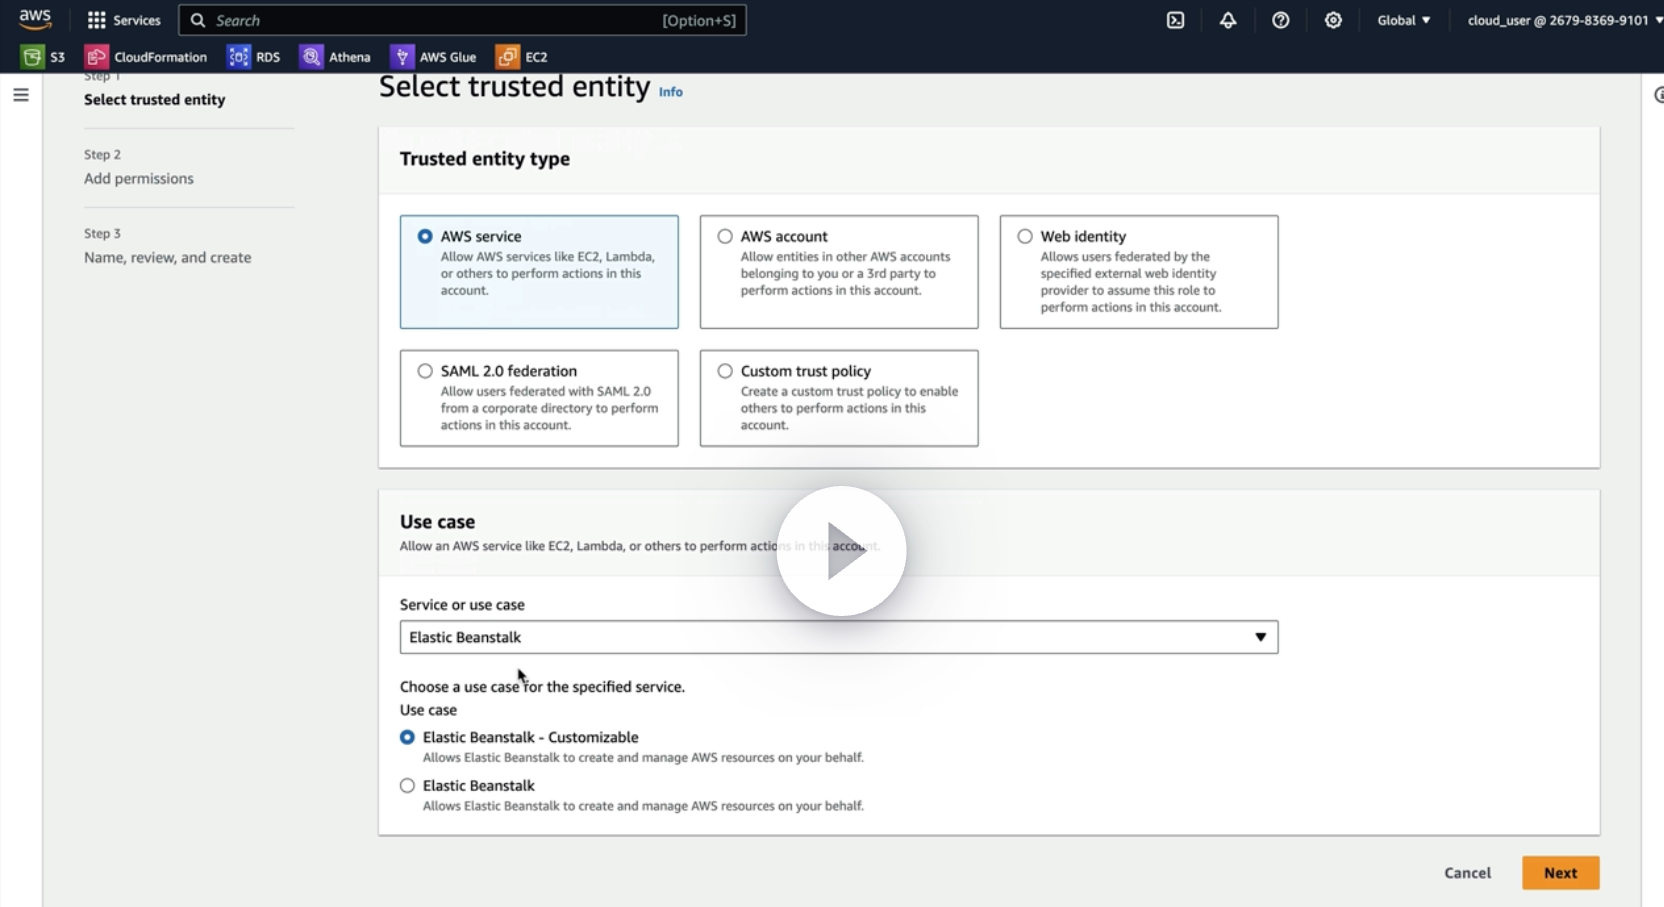 aws
Services
Search
[Option+S]
Global
cloud_user @ 2679-8369-9101
S3
CloudFormation
RDS
Athena
AWS Glue
EC2
Step 1
Select trusted entity
Step 2
Add permissions
Step 3
Name, review, and create
Select trusted entity Info
Trusted entity type
AWS service
Allow AWS services like EC2, Lambda,
or others to perform actions in this
account.
AWS account
Allow entities in other AWS accounts
belonging to you or a 3rd party to
perform actions in this account.
Web identity
Allows users federated by the
specified external web identity
provider to assume this role to
perform actions in this account.
SAML 2.0 federation
Allow users federated with SAML 2.0
from a corporate directory to perform
actions in this account.
Custom trust policy
Create a custom trust policy to enable
others to perform actions in this
account.
Use case
Allow an AWS service like EC2, Lambda, or others to perform actions in this account.
Service or use case
Elastic Beanstalk
Choose a use case for the specified service.
Use case
Elastic Beanstalk - Customizable
Allows Elastic Beanstalk to create and manage AWS resources on your behalf.
Elastic Beanstalk
Allows Elastic Beanstalk to create and manage AWS resources on your behalf.
Cancel
Next